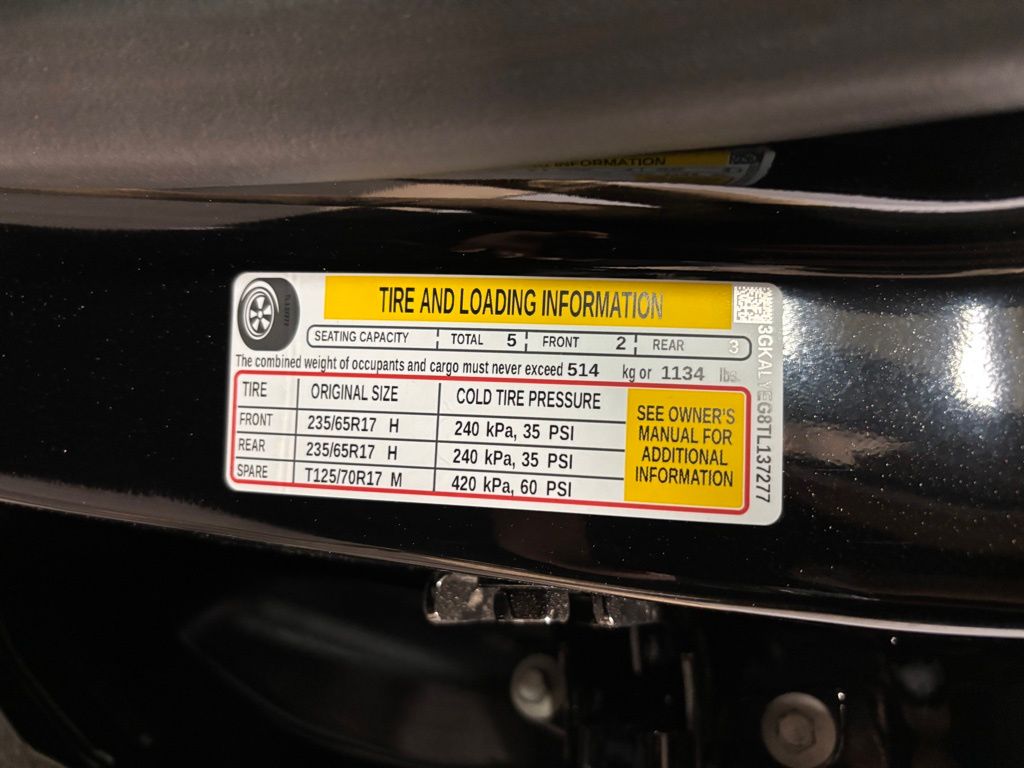 INFORMATION
TIRE AND LOADING INFORMATION
SEATING CAPACITY TOTAL 5 FRONT 2 REAR 3
The combined weight of occupants and cargo must never exceed 514 kg or 1134 lbs.
TIRE ORIGINAL SIZE COLD TIRE PRESSURE
FRONT 235/65R17 H 240 kPa, 35 PSI
REAR 235/65R17 H 240 kPa, 35 PSI
SPARE T125/70R17 M 420 kPa, 60 PSI
SEE OWNER'S
MANUAL FOR
ADDITIONAL
INFORMATION